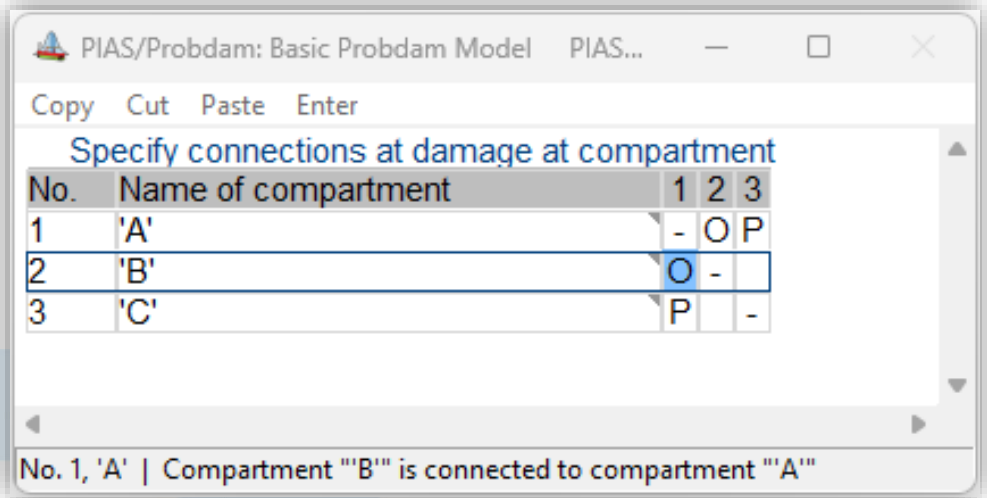 PIAS/Probdam: Basic Probdam Model PIAS...
Copy Cut Paste Enter
Specify connections at damage at compartment
No. Name of compartment 1 2 3
1 'A' - O P
2 'B' O -
3 'C' P -
No. 1, 'A' | Compartment "'B'" is connected to compartment "'A'"